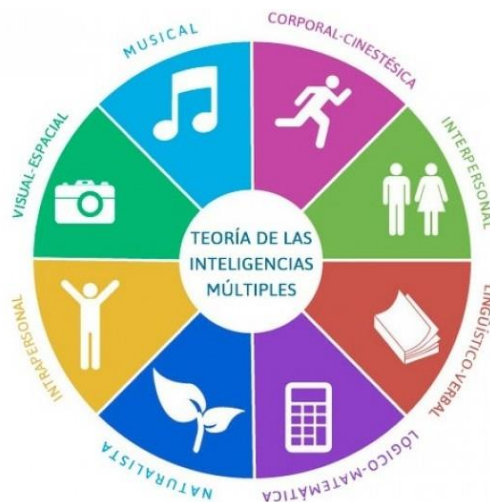 MUSICAL
CORPORAL-CINESTÉSICA
INTERPERSONAL
LINGÜÍSTICO-VERBAL
LÓGICO-MATEMÁTICA
NATURALISTA
INTRAPERSONAL
VISUAL-ESPACIAL
TEORÍA DE LAS
INTELIGENCIAS
MÚLTIPLES